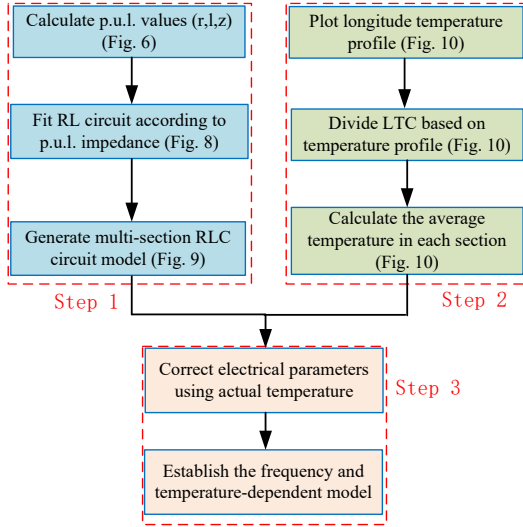 Calculate p.u.l. values (r,l,z)
(Fig. 6)
Fit RL circuit according to
p.u.l. impedance (Fig. 8)
Generate multi-section RLC
circuit model (Fig. 9)
Step 1
Plot longitude temperature
profile (Fig. 10)
Divide LTC based on
temperature profile (Fig. 10)
Calculate the average
temperature in each section
(Fig. 10)
Step 2
Correct electrical parameters
using actual temperature
Step 3
Establish the frequency and
temperature-dependent model